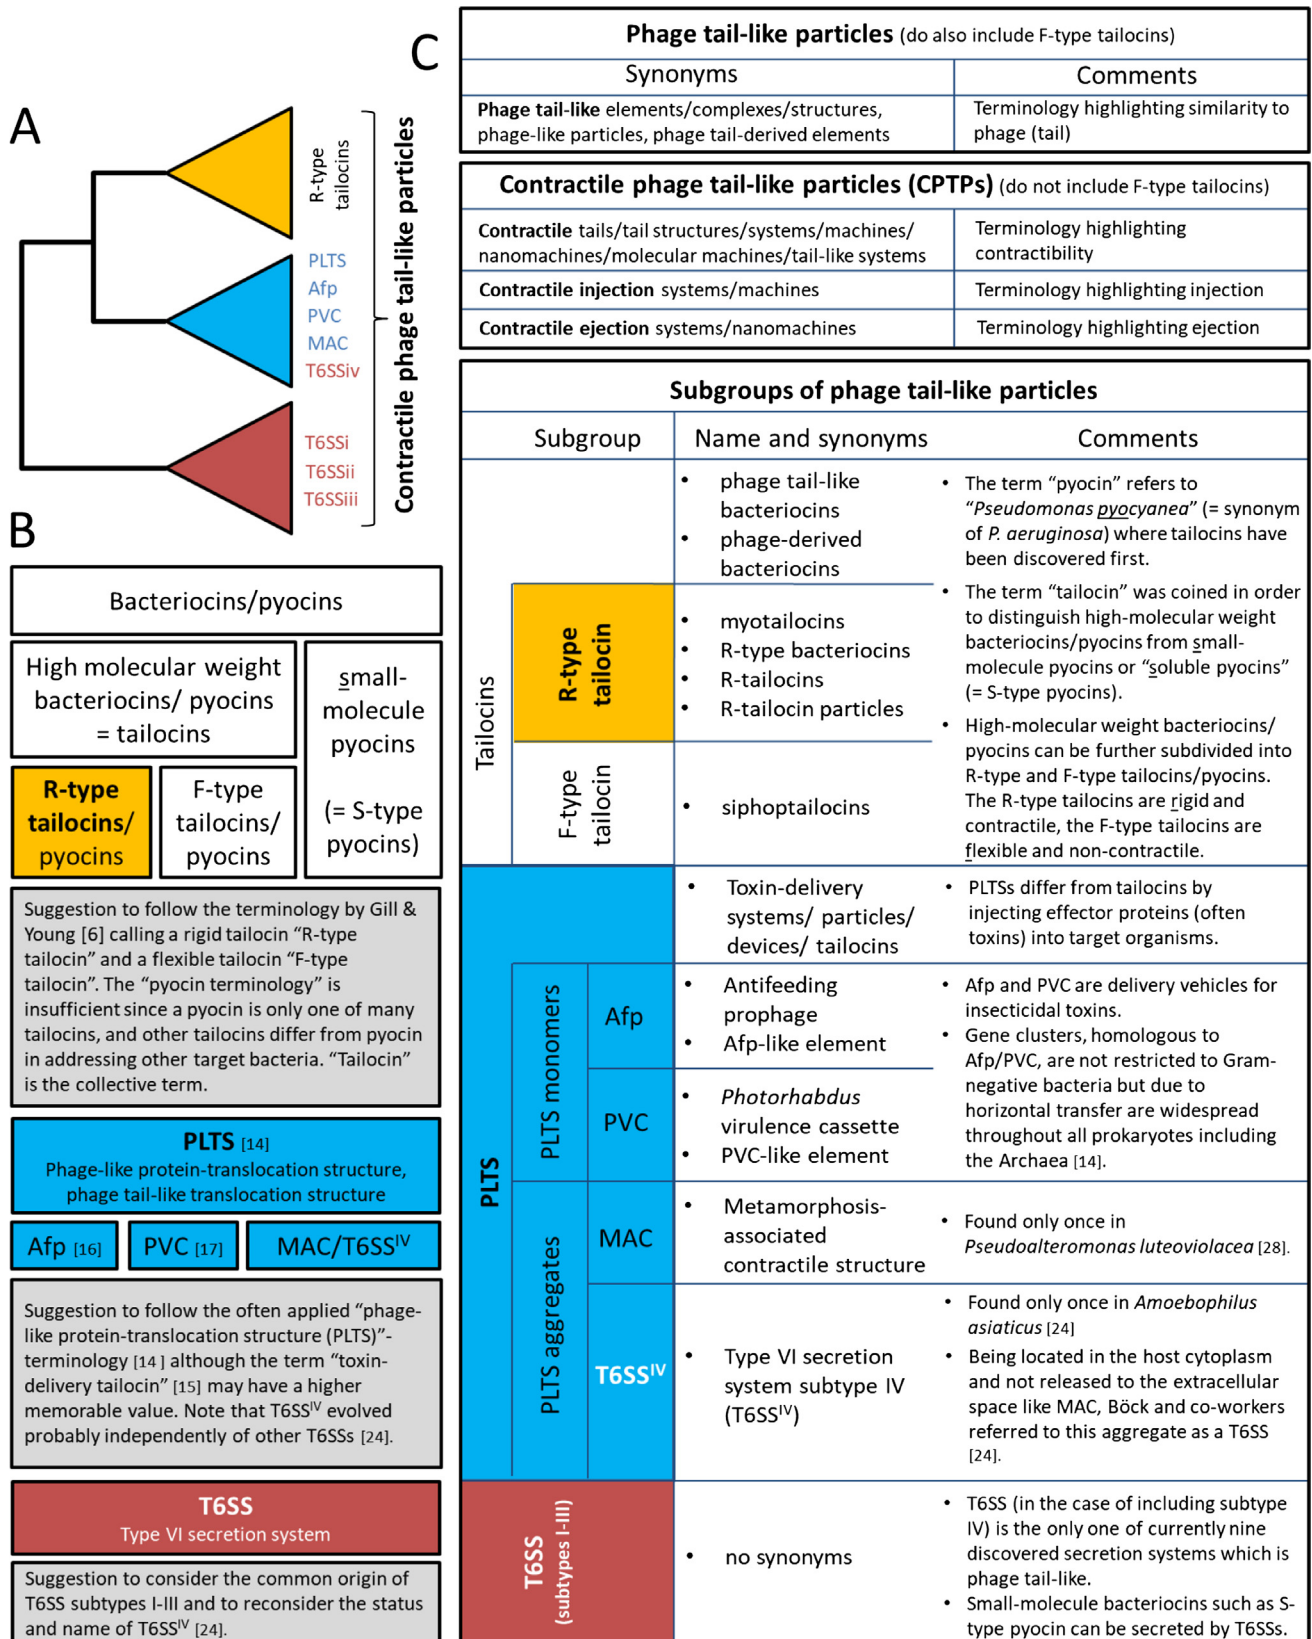 A
R-type
tailocins
PLTS
Afp
PVC
MAC
T6SSiv
T6SSi
T6SSii
T6SSiii
Contractile phage tail-like particles
B
Bacteriocins/pyocins
High molecular weight
bacteriocins/ pyocins
= tailocins
small-
molecule
pyocins
(= S-type
pyocins)
R-type
tailocins/
pyocins
F-type
tailocins/
pyocins
Suggestion to follow the terminology by Gill &
Young [6] calling a rigid tailocin “R-type
tailocin” and a flexible tailocin “F-type
tailocin”. The “pyocin terminology” is
insufficient since a pyocin is only one of many
tailocins, and other tailocins differ from pyocin
in addressing other target bacteria. “Tailocin”
is the collective term.
PLTS [14]
Phage-like protein-translocation structure,
phage tail-like translocation structure
Afp [16]
PVC [17]
MAC/T6SSIV
Suggestion to follow the often applied “phage-
like protein-translocation structure (PLTS)”-
terminology [14 ] although the term “toxin-
delivery tailocin” [15] may have a higher
memorable value. Note that T6SSIV evolved
probably independently of other T6SSs [24].
T6SS
Type VI secretion system
Suggestion to consider the common origin of
T6SS subtypes I-III and to reconsider the status
and name of T6SSIV [24].
C
Phage tail-like particles (do also include F-type tailocins)
Synonyms
Comments
Phage tail-like elements/complexes/structures,
phage-like particles, phage tail-derived elements
Terminology highlighting similarity to
phage (tail)
Contractile phage tail-like particles (CPTPs) (do not include F-type tailocins)
Contractile tails/tail structures/systems/machines/
nanomachines/molecular machines/tail-like systems
Terminology highlighting
contractibility
Contractile injection systems/machines
Terminology highlighting injection
Contractile ejection systems/nanomachines
Terminology highlighting ejection
Subgroups of phage tail-like particles
Subgroup
Name and synonyms
Comments
Tailocins
• phage tail-like
bacteriocins
• phage-derived
bacteriocins
• The term “pyocin” refers to
“Pseudomonas pyocyanea” (= synonym
of P. aeruginosa) where tailocins have
been discovered first.
R-type
tailocin
• myotailocins
• R-type bacteriocins
• R-tailocins
• R-tailocin particles
• The term “tailocin” was coined in order
to distinguish high-molecular weight
bacteriocins/pyocins from small-
molecule pyocins or “soluble pyocins”
(= S-type pyocins).
F-type
tailocin
• siphoptailocins
• High-molecular weight bacteriocins/
pyocins can be further subdivided into
R-type and F-type tailocins/pyocins.
The R-type tailocins are rigid and
contractile, the F-type tailocins are
flexible and non-contractile.
PLTS
• Toxin-delivery
systems/ particles/
devices/ tailocins
• PLTSs differ from tailocins by
injecting effector proteins (often
toxins) into target organisms.
PLTS monomers
Afp
• Antifeeding
prophage
• Afp-like element
• Afp and PVC are delivery vehicles for
insecticidal toxins.
• Gene clusters, homologous to
Afp/PVC, are not restricted to Gram-
negative bacteria but due to
horizontal transfer are widespread
throughout all prokaryotes including
the Archaea [14].
PVC
• Photorhabdus
virulence cassette
• PVC-like element
PLTS aggregates
MAC
• Metamorphosis-
associated
contractile structure
• Found only once in
Pseudoalteromonas luteoviolacea [28].
T6SSIV
• Type VI secretion
system subtype IV
(T6SSIV)
• Found only once in Amoebophilus
asiaticus [24]
• Being located in the host cytoplasm
and not released to the extracellular
space like MAC, Böck and co-workers
referred to this aggregate as a T6SS
[24].
T6SS
(subtypes I-III)
• no synonyms
• T6SS (in the case of including subtype
IV) is the only one of currently nine
discovered secretion systems which is
phage tail-like.
• Small-molecule bacteriocins such as S-
type pyocin can be secreted by T6SSs.